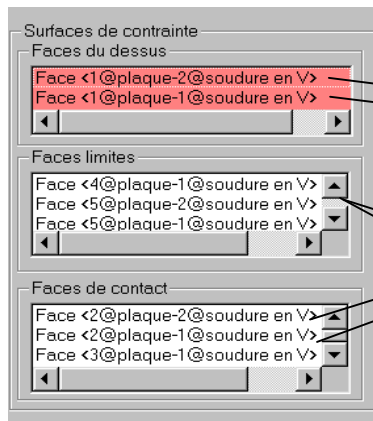 Surfaces de contrainte
Faces du dessus
Face <1@plaque-2@soudure en V>
Face <1@plaque-1@soudure en V>
Faces limites
Face <4@plaque-1@soudure en V>
Face <5@plaque-2@soudure en V>
Face <5@plaque-1@soudure en V>
Faces de contact
Face <2@plaque-2@soudure en V>
Face <2@plaque-1@soudure en V>
Face <3@plaque-1@soudure en V>